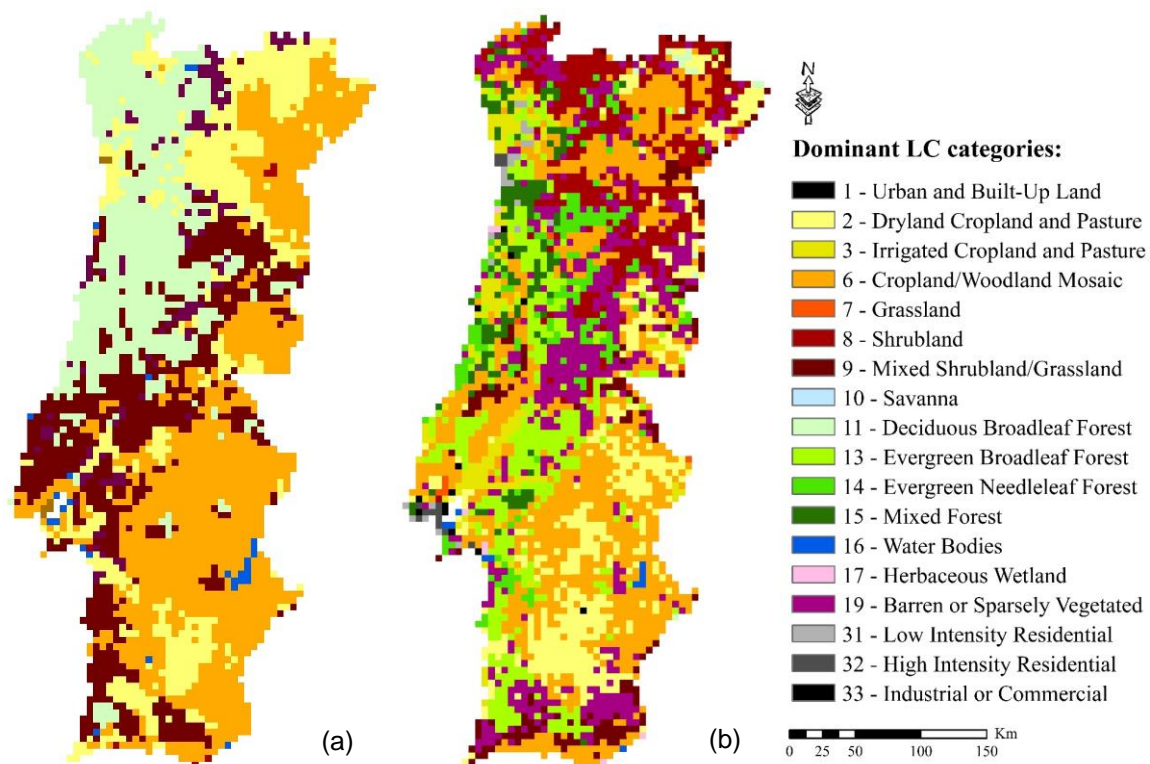 N
Dominant LC categories:
1 - Urban and Built-Up Land
2 - Dryland Cropland and Pasture
3 - Irrigated Cropland and Pasture
6 - Cropland/Woodland Mosaic
7 - Grassland
8 - Shrubland
9 - Mixed Shrubland/Grassland
10 - Savanna
11 - Deciduous Broadleaf Forest
13 - Evergreen Broadleaf Forest
14 - Evergreen Needleleaf Forest
15 - Mixed Forest
16 - Water Bodies
17 - Herbaceous Wetland
19 - Barren or Sparsely Vegetated
31 - Low Intensity Residential
32 - High Intensity Residential
33 - Industrial or Commercial
(a)
(b)
Km
0 25 50 100 150